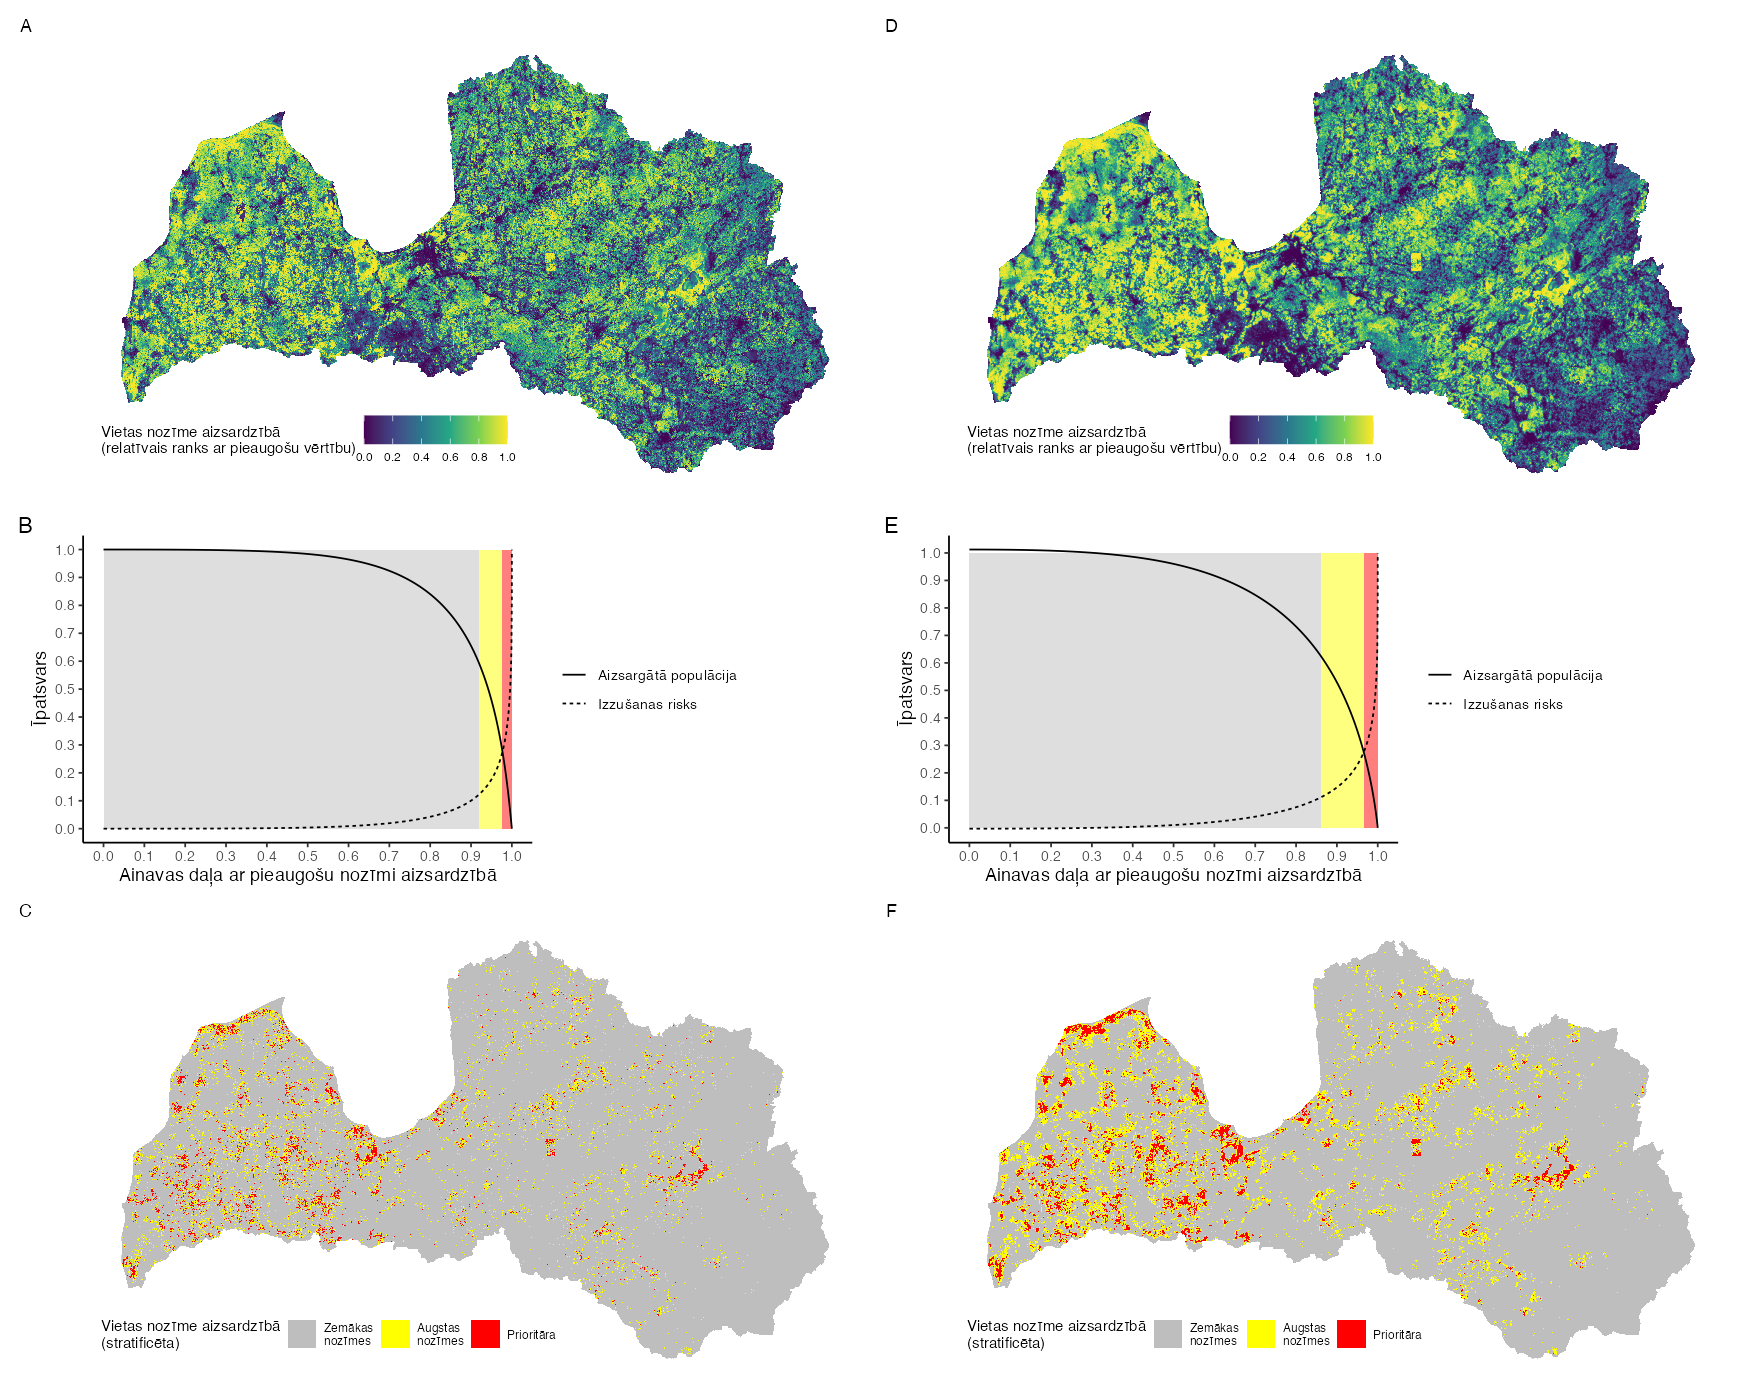 A
D
Vietas nozīme aizsardzībā
(relatīvais ranks ar pieaugošu vērtību)
0.0 0.2 0.4 0.6 0.8 1.0
Vietas nozīme aizsardzībā
(relatīvais ranks ar pieaugošu vērtību)
0.0 0.2 0.4 0.6 0.8 1.0
B
1.0
0.9
0.8
0.7
0.6
0.5
0.4
0.3
0.2
0.1
0.0
Īpatsvars
0.0 0.1 0.2 0.3 0.4 0.5 0.6 0.7 0.8 0.9 1.0
Ainavas daļa ar pieaugošu nozīmi aizsardzībā
Aizsargātā populācija
Izzušanas risks
E
1.0
0.9
0.8
0.7
0.6
0.5
0.4
0.3
0.2
0.1
0.0
Īpatsvars
0.0 0.1 0.2 0.3 0.4 0.5 0.6 0.7 0.8 0.9 1.0
Ainavas daļa ar pieaugošu nozīmi aizsardzībā
Aizsargātā populācija
Izzušanas risks
C
F
Vietas nozīme aizsardzībā
(stratificēta)
Zemākas
nozīmes
Augstas
nozīmes
Prioritāra
Vietas nozīme aizsardzībā
(stratificēta)
Zemākas
nozīmes
Augstas
nozīmes
Prioritāra